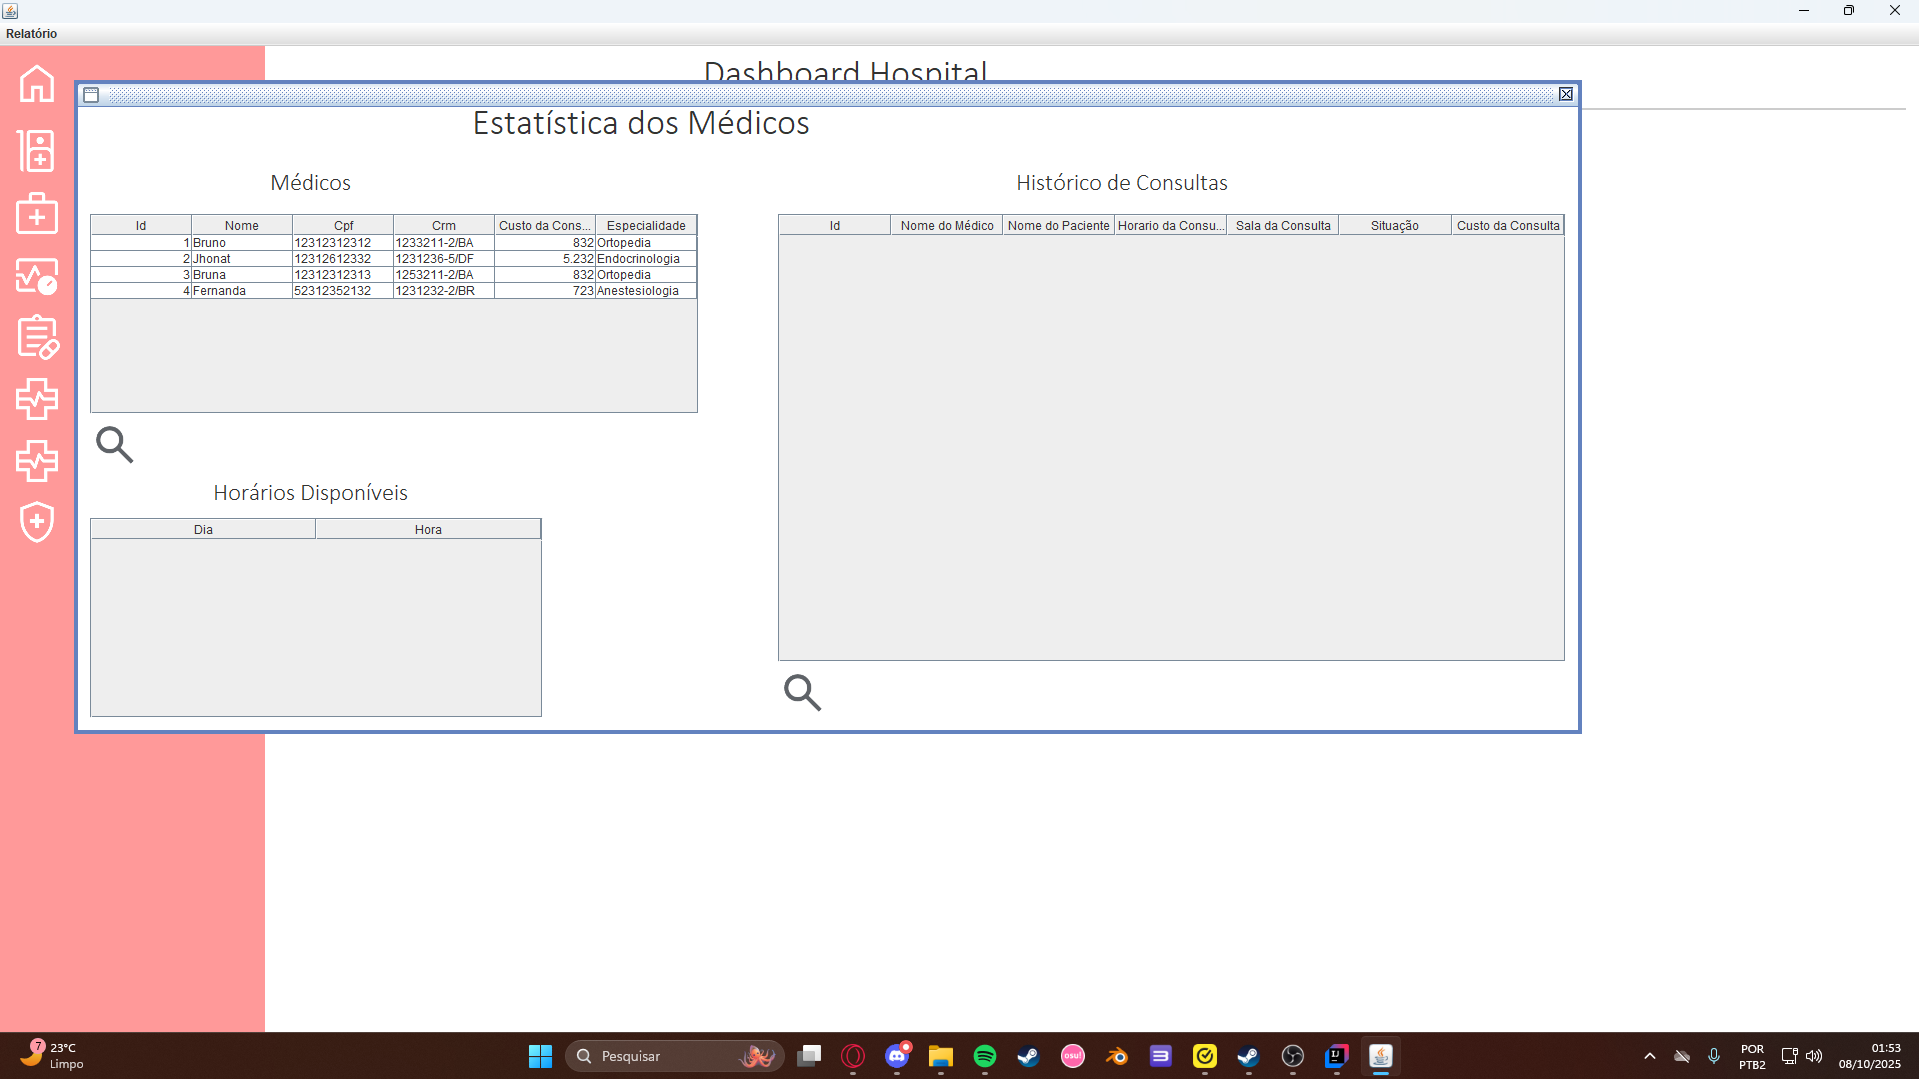 Relatório
Dashboard Hospital
Estatística dos Médicos
Médicos
Id Nome Cpf Crm Custo da Cons... Especialidade
1 Bruno 12312312312 1233211-2/BA 832 Ortopedia
2 Jhonat 12312612332 1231236-5/DF 5.232 Endocrinologia
3 Bruna 12312312313 1253211-2/BA 832 Ortopedia
4 Fernanda 52312352132 1231232-2/BR 723 Anestesiologia
Horários Disponíveis
Dia Hora
Histórico de Consultas
Id Nome do Médico Nome do Paciente Horario da Consu... Sala da Consulta Situação Custo da Consulta
7
23°C
Limpo
Pesquisar
osu!
POR
PTB2
01:53
08/10/2025